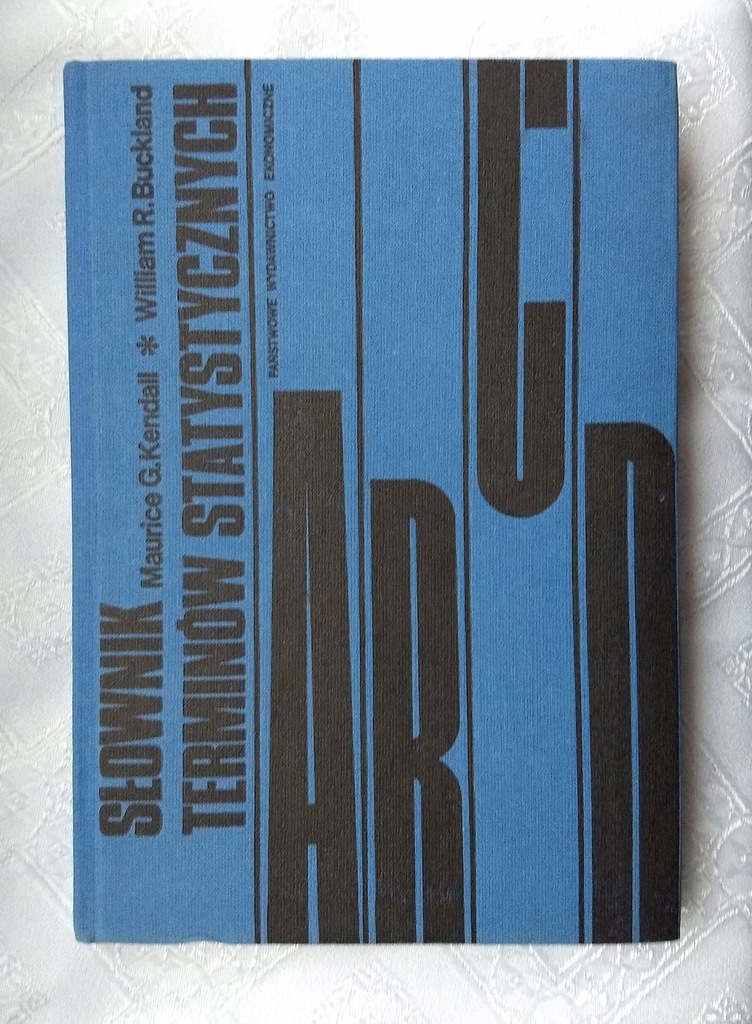 SŁOWNIK Maurice G.Kendall * William R.Buckland
TERMINÓW STATYSTYCZNYCH
PAŃSTWOWE WYDAWNICTWO EKONOMICZNE
A R C